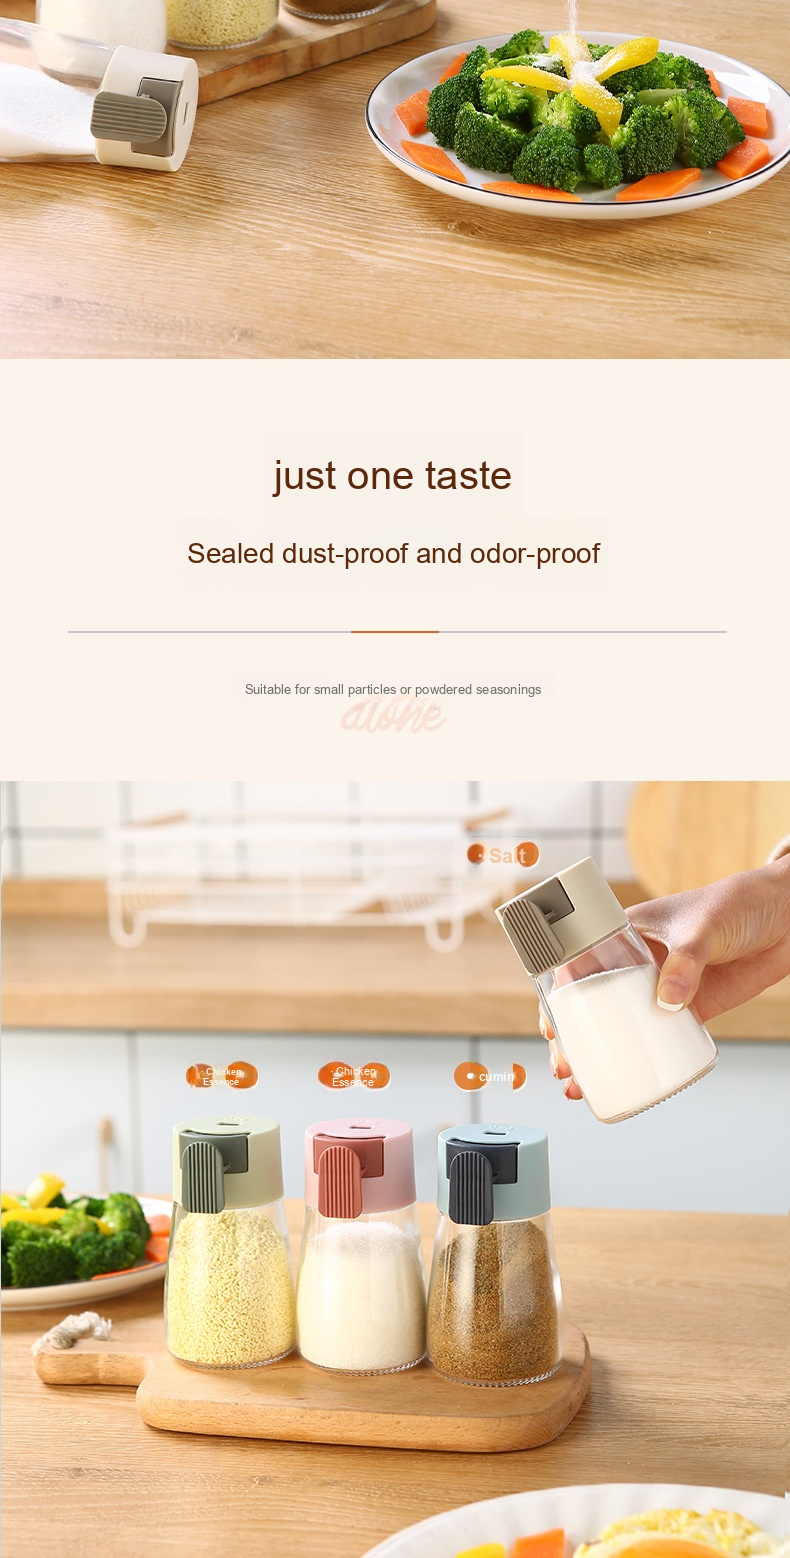 just one taste
Sealed dust-proof and odor-proof
Suitable for small particles or powdered seasonings
alone
· Salt
· Chicken
Essence
· Chicken
Essence
cumin